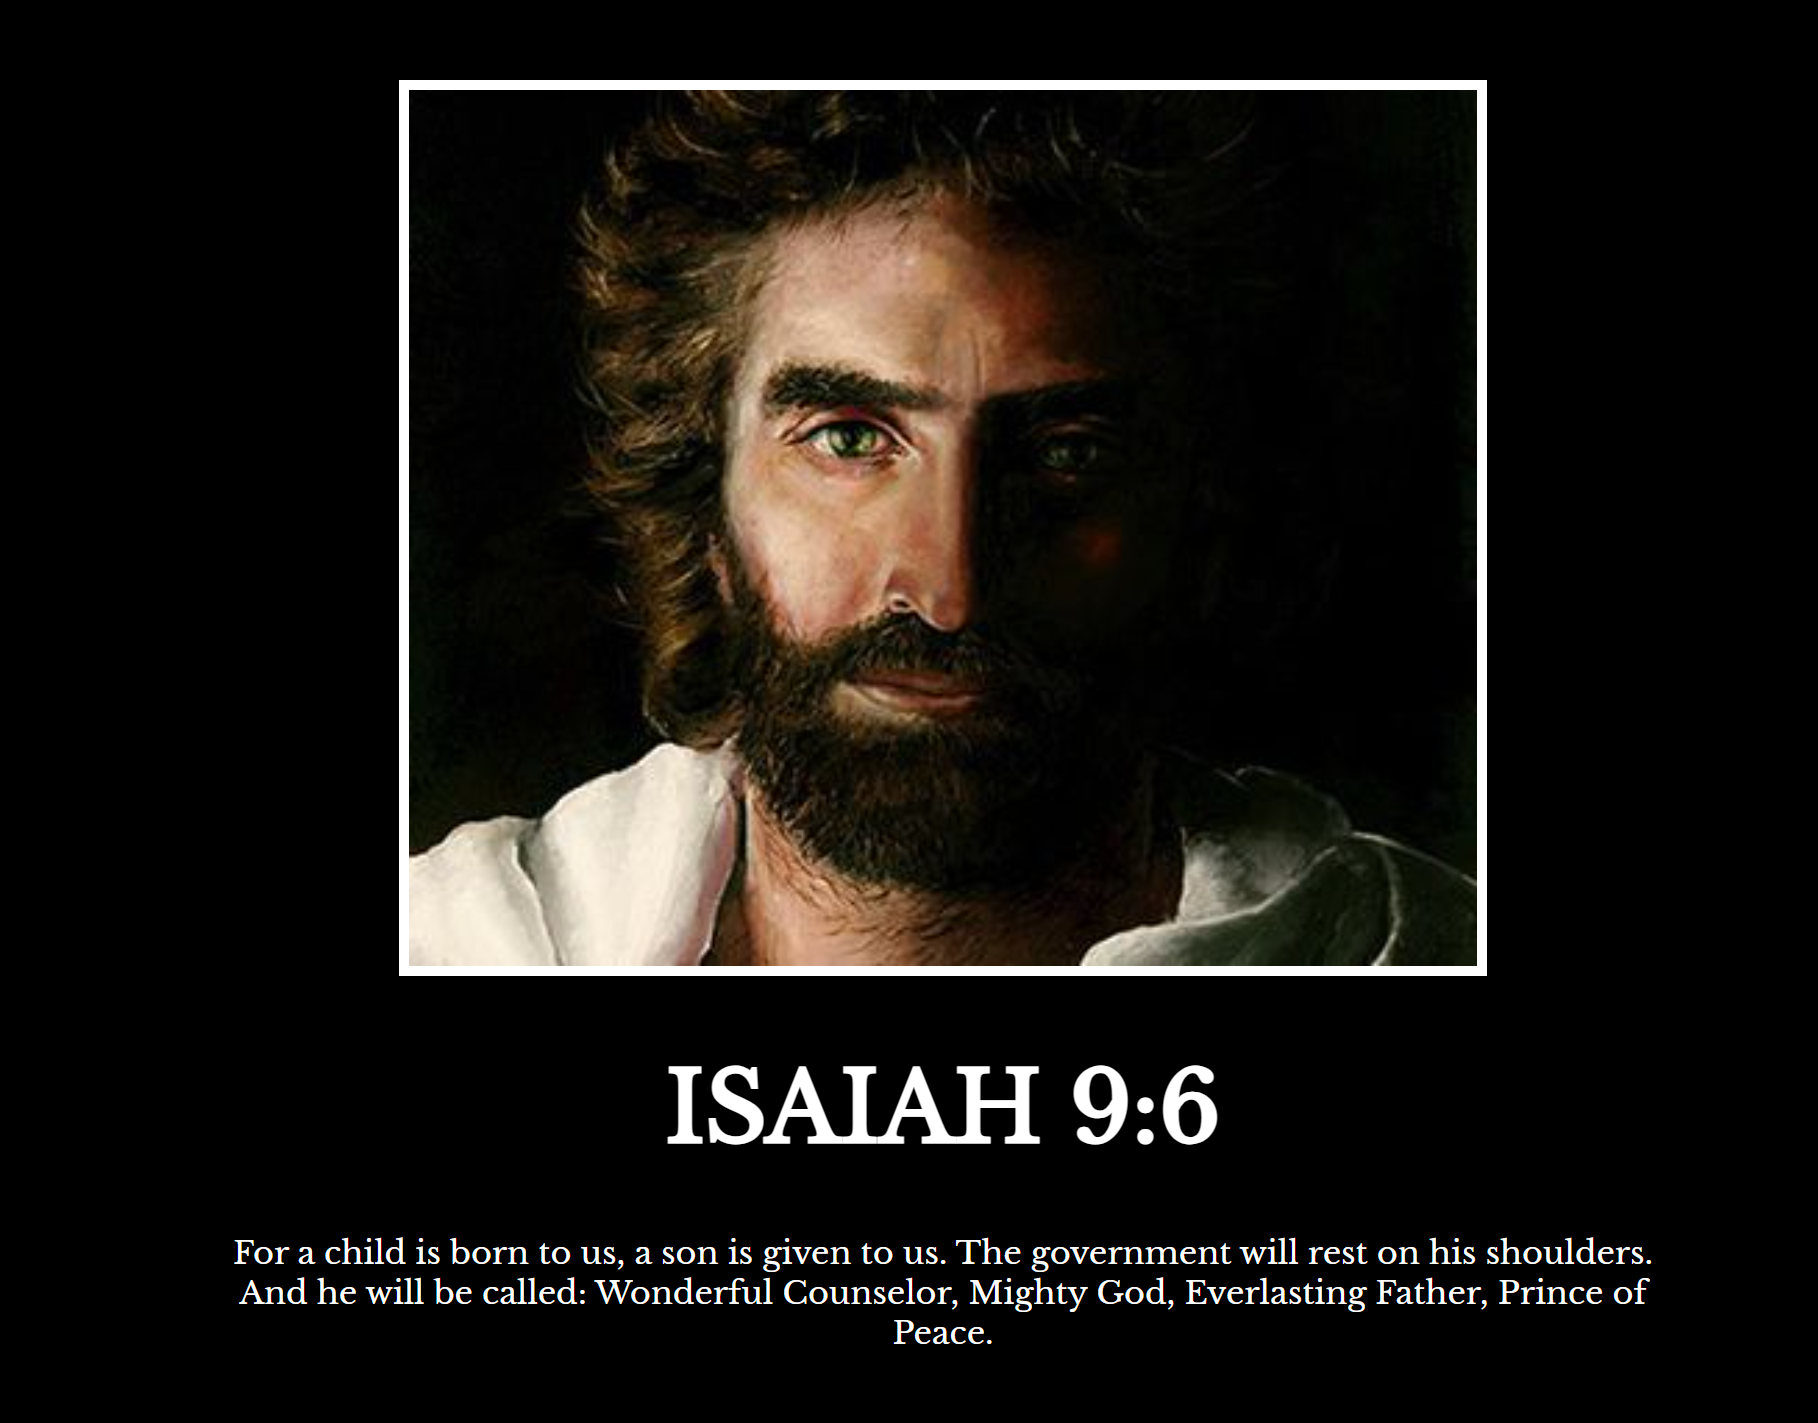 ISAIAH 9:6
For a child is born to us, a son is given to us. The government will rest on his shoulders.
And he will be called: Wonderful Counselor, Mighty God, Everlasting Father, Prince of
Peace.